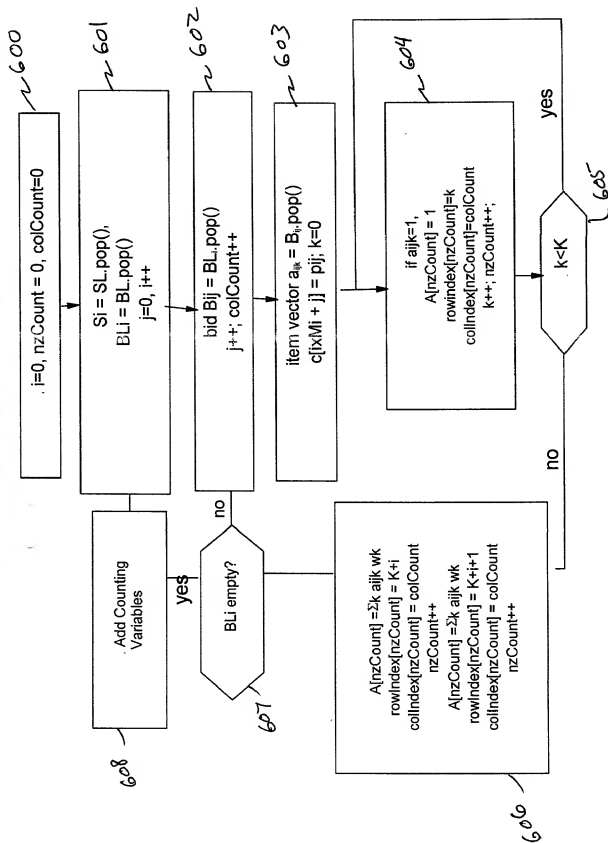 600
. i=0, nzCount = 0, colCount=0
601
Si = SL.pop(),
BLi = BL.pop()
j=0, i++
602
bid Bij = BLi.pop()
j++; colCount++
603
item vector aijk = Bij.pop()
c[ixMi + j] = pij; k=0
604
if aijk=1,
A[nzCount] = 1
rowindex[nzCount]=k
colIndex[nzCount]=colCount
k++; nzCount++;
yes
605
. k<K
no
606
A[nzCount] =Σk aijk wk
rowIndex[nzCount] = K+i
colIndex[nzCount] = colCount
nzCount++
A[nzCount] =Σk aijk wk
rowIndex[nzCount] = K+i+1
colIndex[nzCount] = colCount
nzCount++
607
BLi empty?
no
yes
608
. Add Counting
Variables